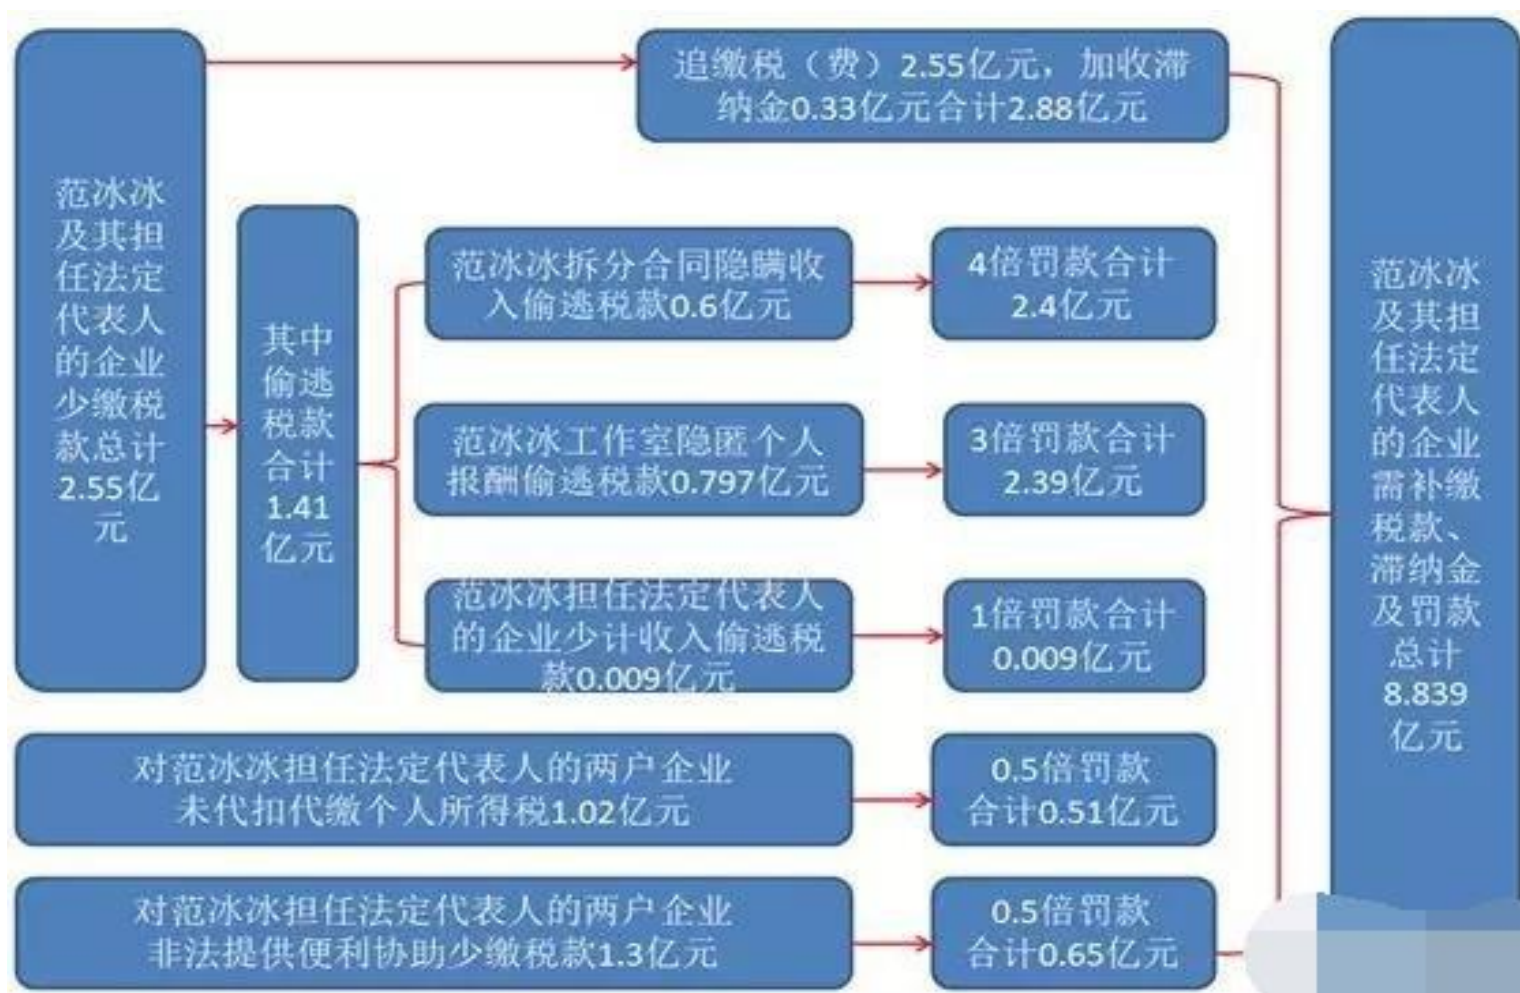 范冰冰
及其担
任法定
代表人
的企业
少缴税
款总计
2.55亿
元
其中
偷逃
税款
合计
1.41
亿元
追缴税（费）2.55亿元，加收滞
纳金0.33亿元合计2.88亿元
范冰冰拆分合同隐瞒收
入偷逃税款0.6亿元
4倍罚款合计
2.4亿元
范冰冰工作室隐匿个人
报酬偷逃税款0.797亿元
3倍罚款合计
2.39亿元
范冰冰担任法定代表人
的企业少计收入偷逃税
款0.009亿元
1倍罚款合计
0.009亿元
对范冰冰担任法定代表人的两户企业
未代扣代缴个人所得税1.02亿元
0.5倍罚款
合计0.51亿元
对范冰冰担任法定代表人的两户企业
非法提供便利协助少缴税款1.3亿元
0.5倍罚款
合计0.65亿元
范冰冰
及其担
任法定
代表人
的企业
需补缴
税款、
滞纳金
及罚款
总计
8.839
亿元